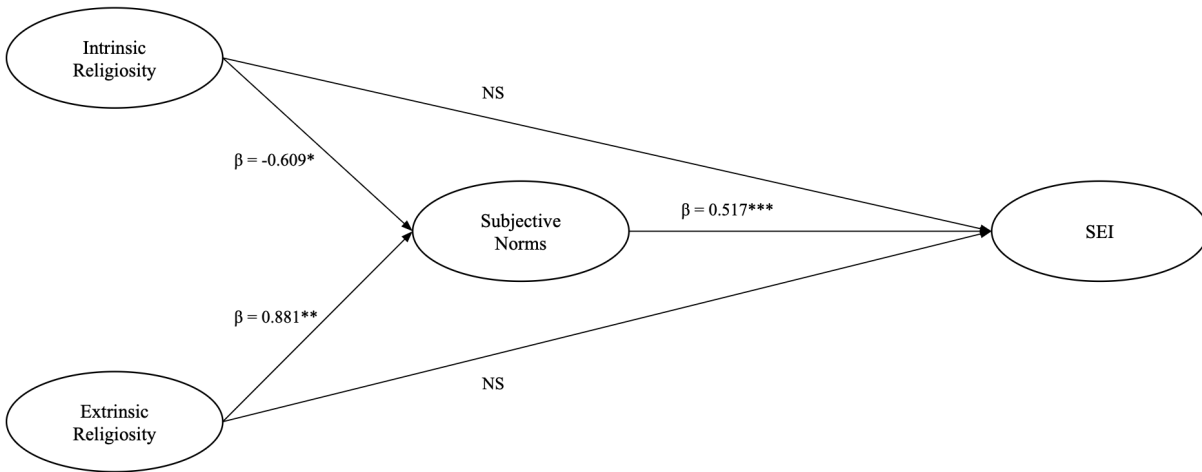 Intrinsic
Religiosity
NS
β = -0.609*
Subjective
Norms
β = 0.517***
SEI
β = 0.881**
NS
Extrinsic
Religiosity